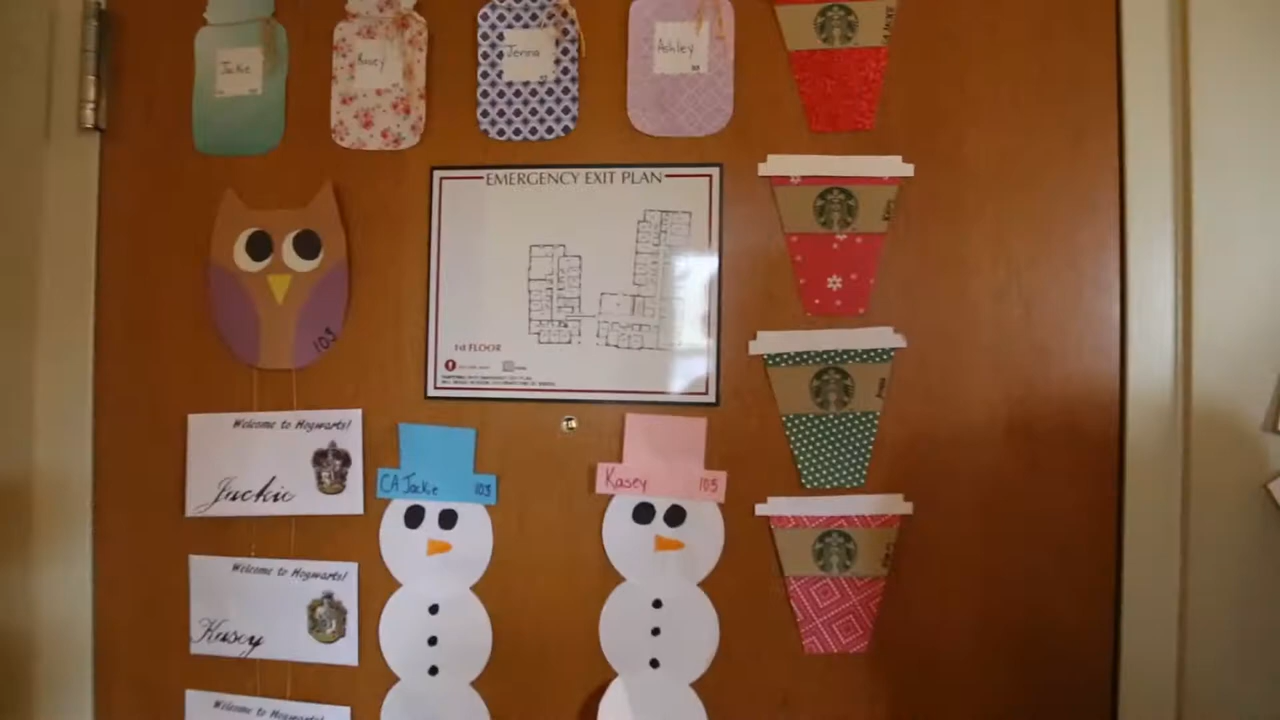 Jackie
Kasey
Jenna
Ashley
EMERGENCY EXIT PLAN
1st FLOOR
103
Welcome to Hogwarts!
Jackie
CA Jackie 103
Kasey 103
Welcome to Hogwarts!
Kasey
Welcome to Hogwarts!